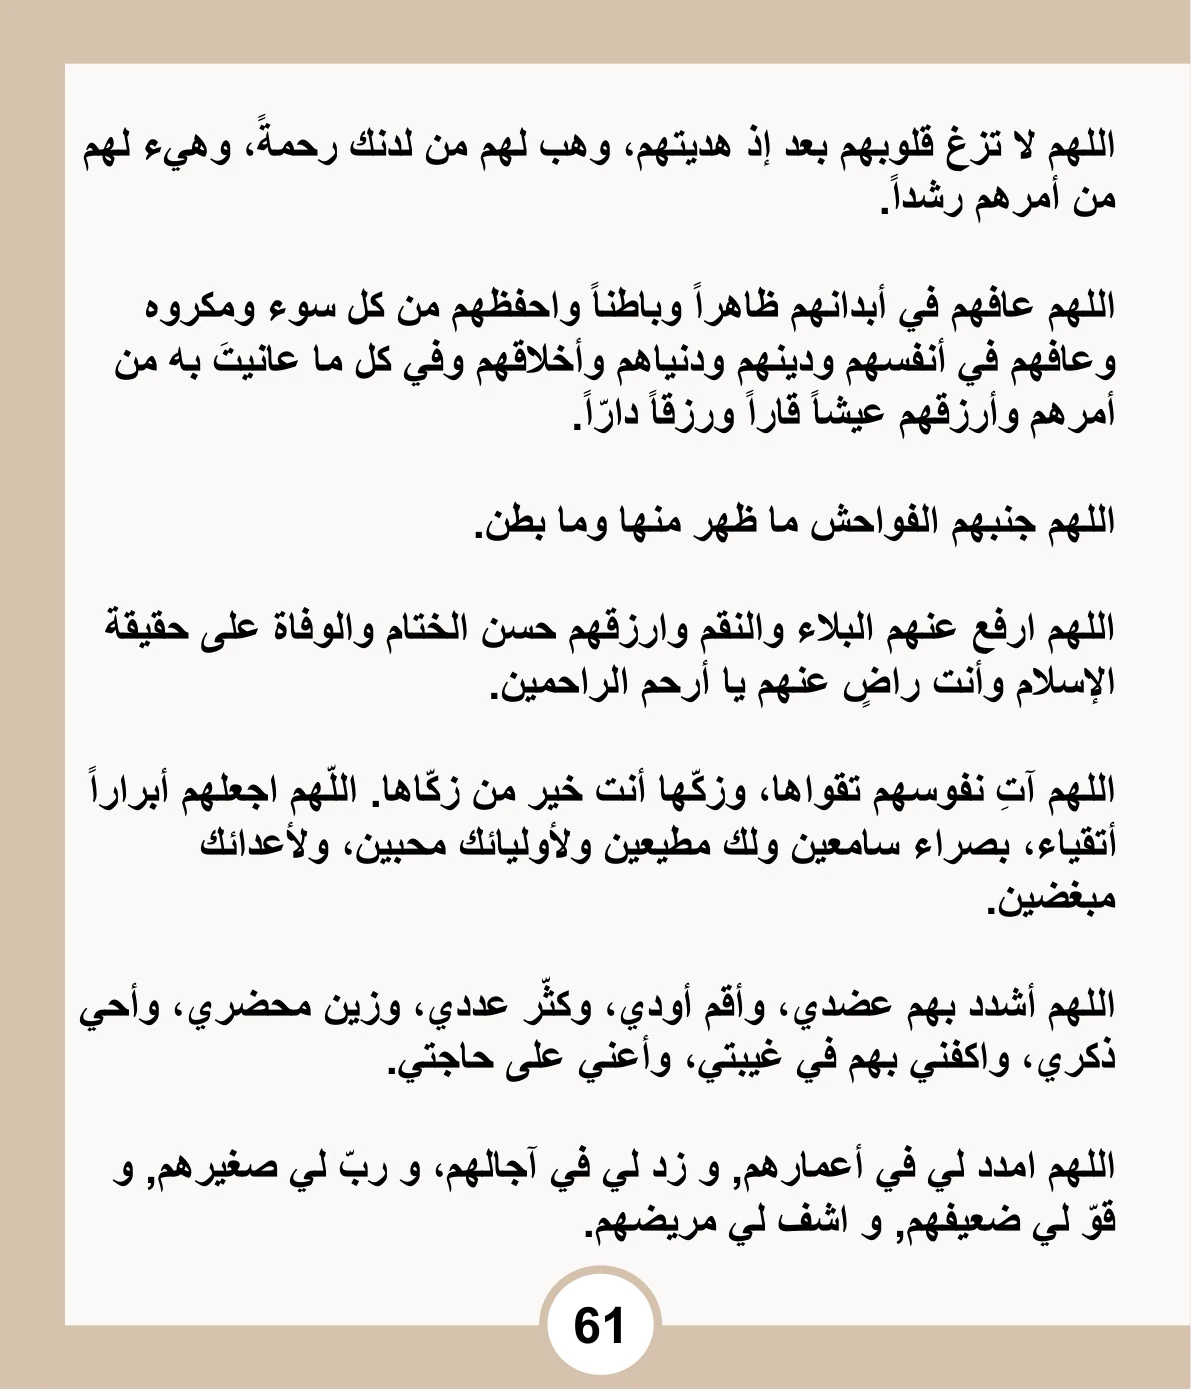 اللهم لا تزغ قلوبهم بعد إذ هديتهم، وهب لهم من لدنك رحمةً، وهيء لهم
من أمرهم رشداً.
اللهم عافهم في أبدانهم ظاهراً وباطناً واحفظهم من كل سوء ومكروه
وعافهم في أنفسهم ودينهم ودنياهم وأخلاقهم وفي كل ما عانيتَ به من
أمرهم وأرزقهم عيشاً قاراً ورزقاً دارّاً.
اللهم جنبهم الفواحش ما ظهر منها وما بطن.
اللهم ارفع عنهم البلاء والنقم وارزقهم حسن الختام والوفاة على حقيقة
الإسلام وأنت راضٍ عنهم يا أرحم الراحمين.
اللهم آتِ نفوسهم تقواها، وزكّها أنت خير من زكّاها. اللّهم اجعلهم أبراراً
أتقياء، بصراء سامعين ولك مطيعين ولأوليائك محبين، ولأعدائك
مبغضين.
اللهم أشدد بهم عضدي، وأقم أودي، وكثّر عددي، وزين محضري، وأحي
ذكري، واكفني بهم في غيبتي، وأعني على حاجتي.
اللهم امدد لي في أعمارهم, و زد لي في آجالهم، و ربّ لي صغيرهم, و
قوّ لي ضعيفهم, و اشف لي مريضهم.
61